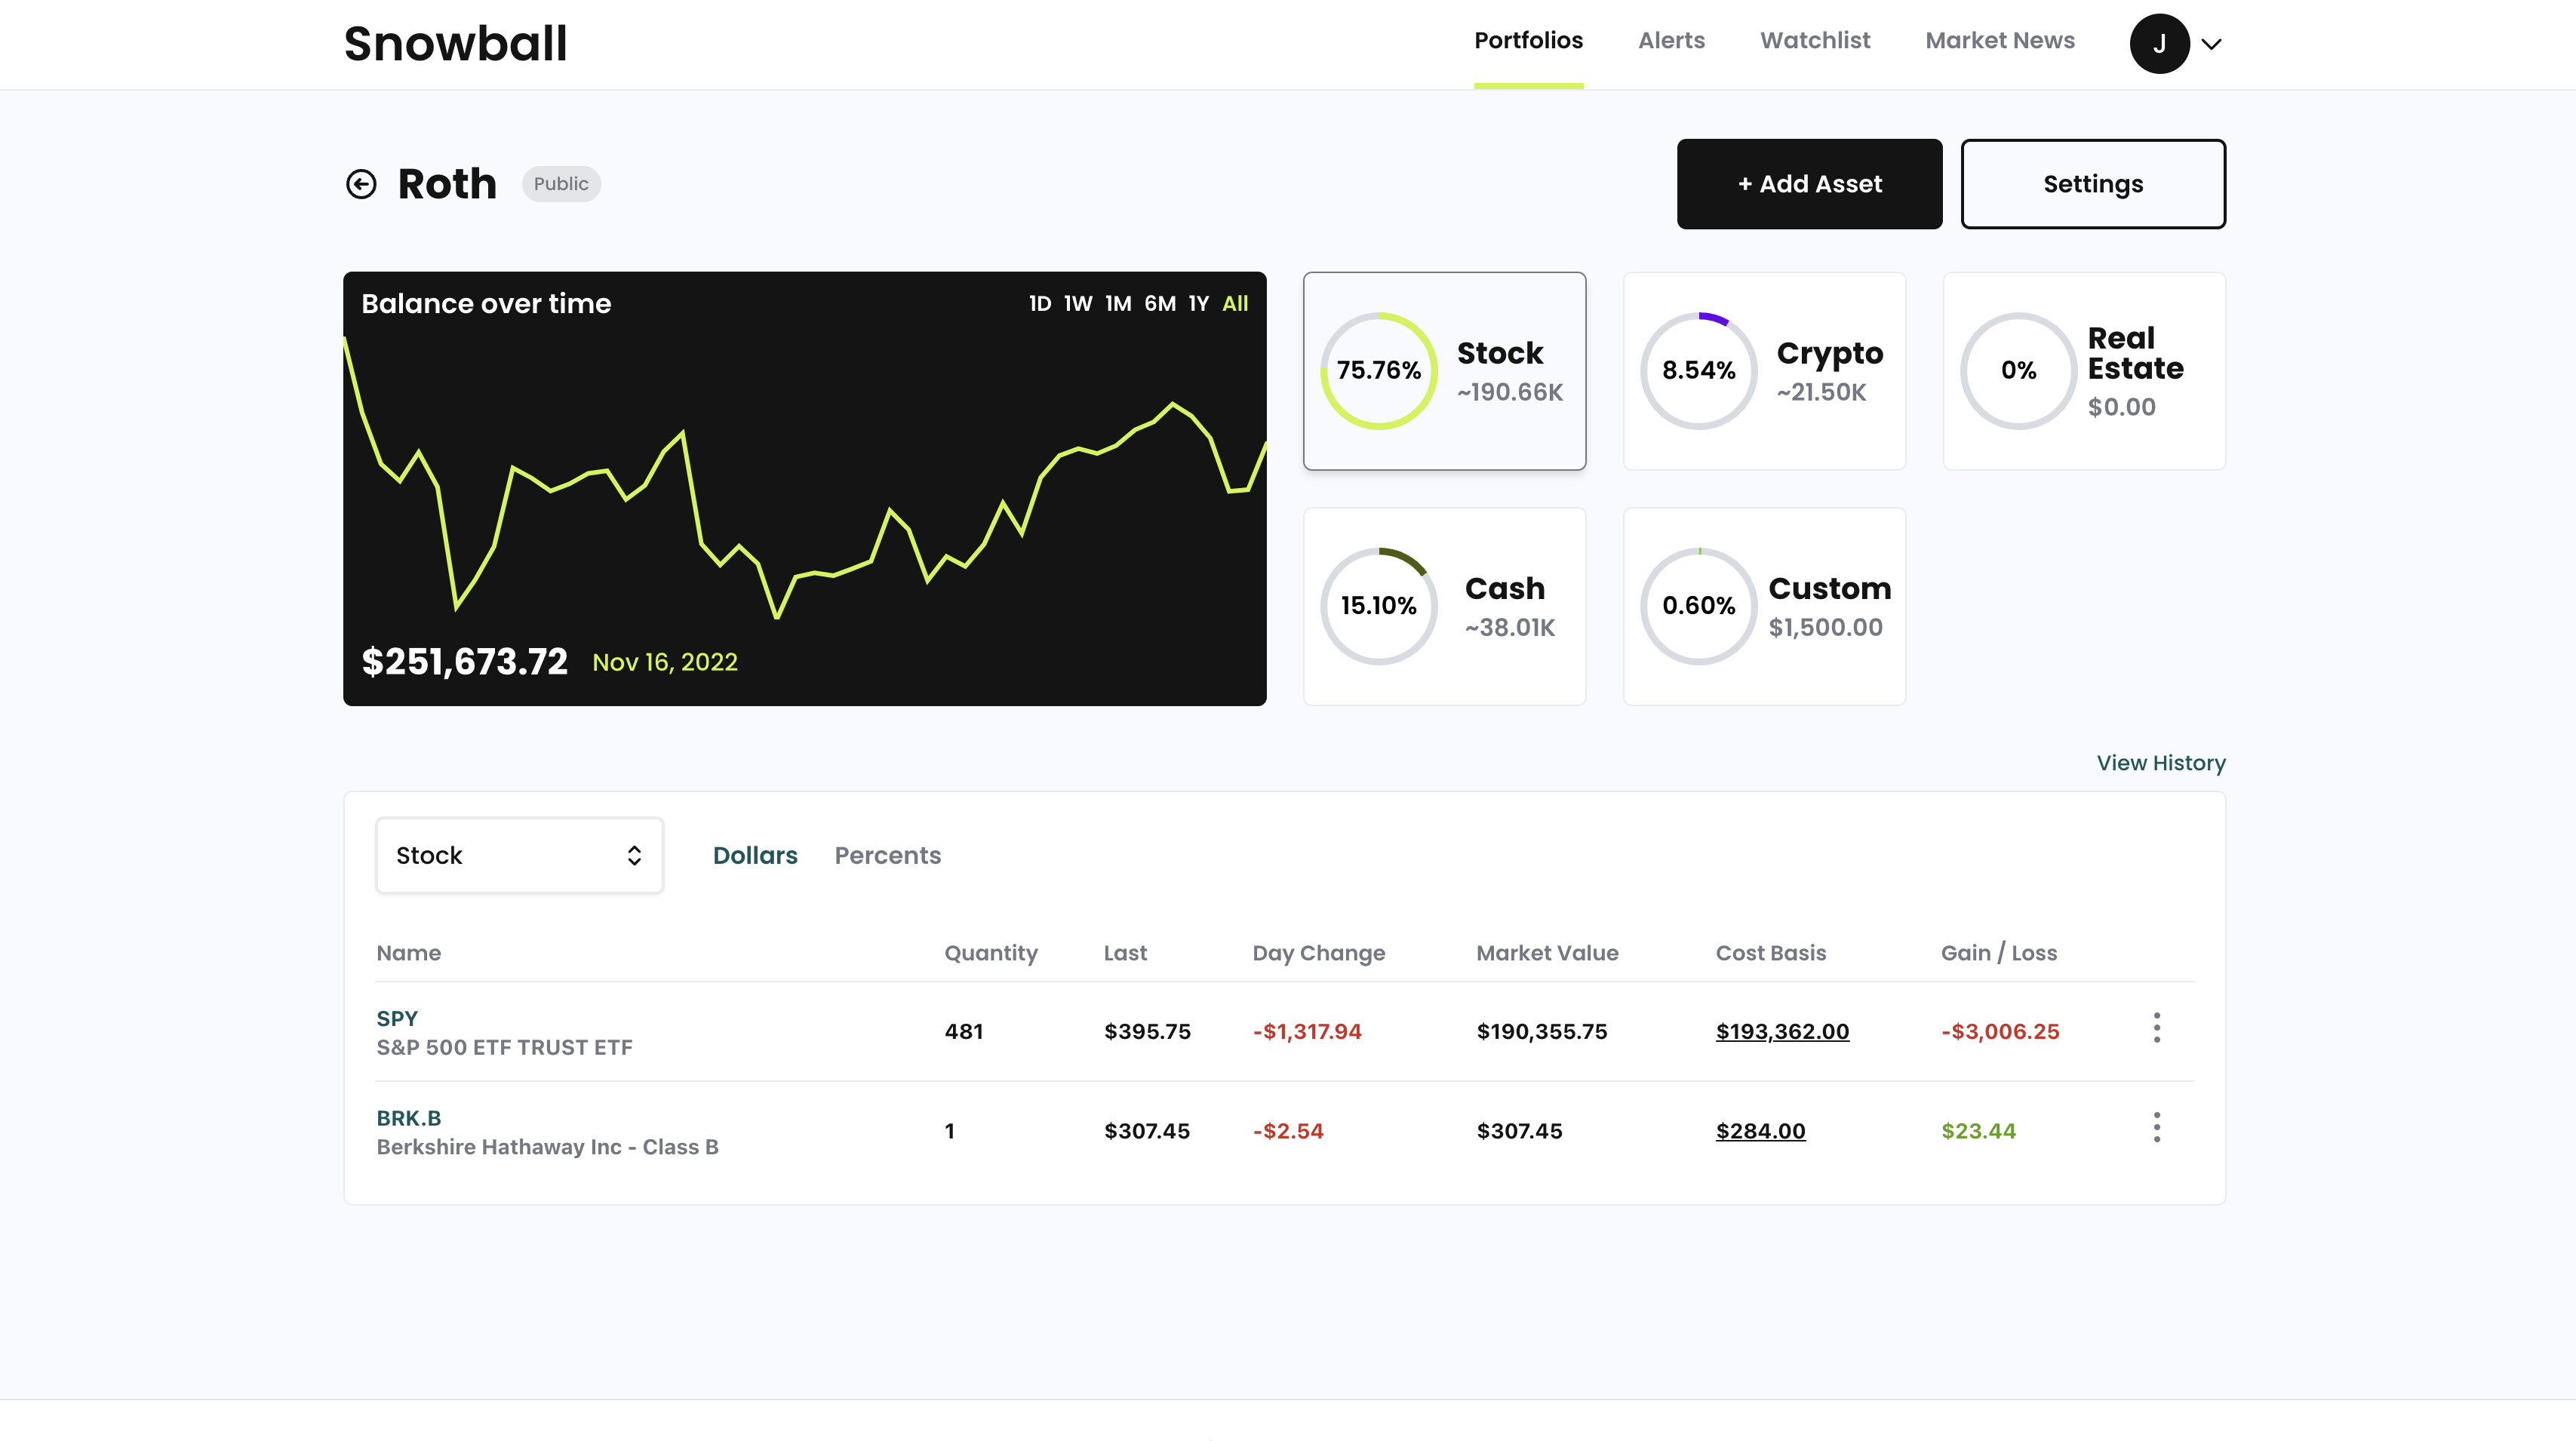 Snowball
Portfolios Alerts Watchlist Market News J
Roth Public
+ Add Asset Settings
Balance over time 1D 1W 1M 6M 1Y All
$251,673.72 Nov 16, 2022
75.76% Stock
~190.66K
8.54% Crypto
~21.50K
0% Real
Estate
$0.00
15.10% Cash
~38.01K
0.60% Custom
$1,500.00
View History
Stock Dollars Percents
Name Quantity Last Day Change Market Value Cost Basis Gain / Loss
SPY
S&P 500 ETF TRUST ETF
481 $395.75 -$1,317.94 $190,355.75 $193,362.00 -$3,006.25
BRK.B
Berkshire Hathaway Inc - Class B
1 $307.45 -$2.54 $307.45 $284.00 $23.44